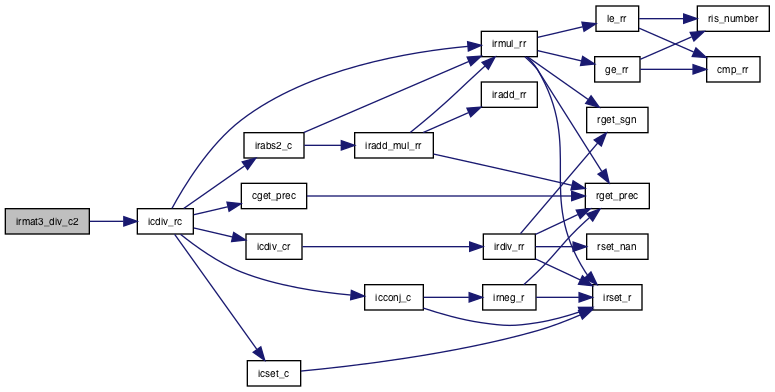 le_rr
ris_number
irmul_rr
ge_rr
cmp_rr
iradd_rr
rget_sgn
irabs2_c
iradd_mul_rr
cget_prec
rget_prec
irmat3_div_c2
icdiv_rc
icdiv_cr
irdiv_rr
rset_nan
icconj_c
irneg_r
irset_r
icset_c